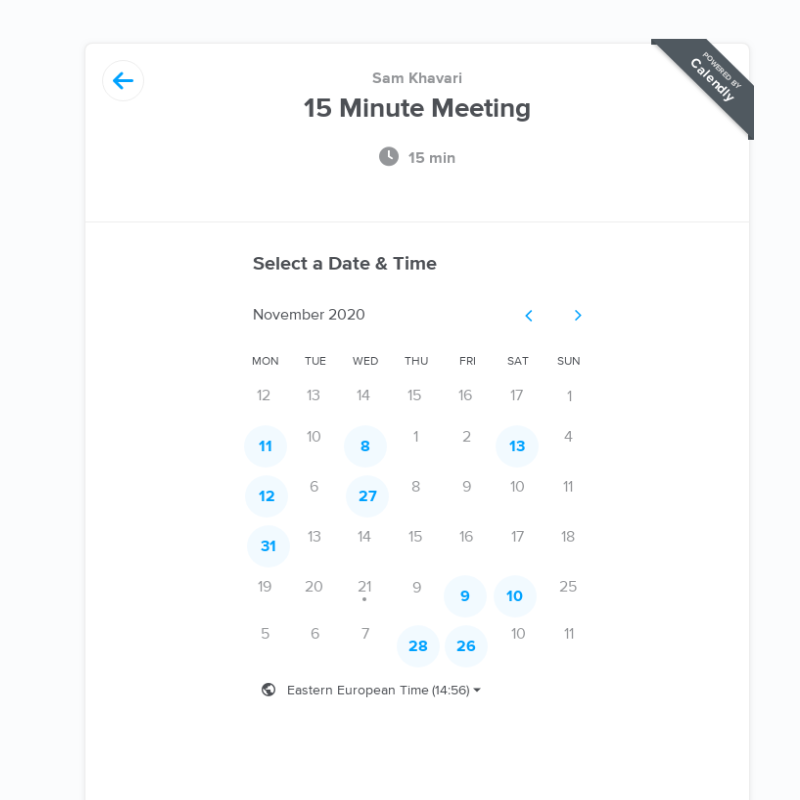 Sam Khavari
15 Minute Meeting
15 min
POWERED BY
Calendly
Select a Date & Time
November 2020
MON TUE WED THU FRI SAT SUN
12 13 14 15 16 17 1
11 10 8 1 2 13 4
12 6 27 8 9 10 11
31 13 14 15 16 17 18
19 20 21 9 9 10 25
5 6 7 28 26 10 11
Eastern European Time (14:56)